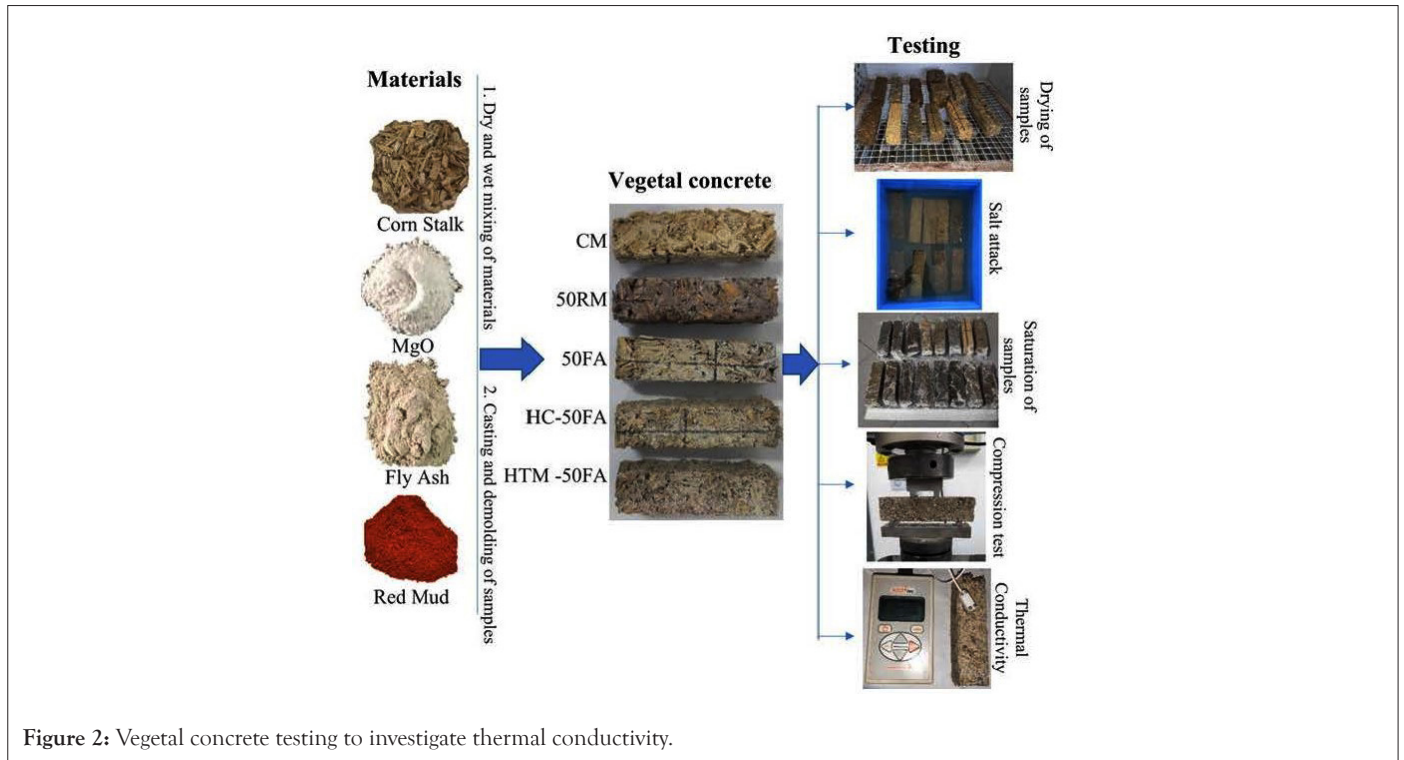 Materials
Corn Stalk
MgO
Fly Ash
Red Mud
1. Dry and wet mixing of materials
2. Casting and demolding of samples
Vegetal concrete
CM
50RM
50FA
HC-50FA
HTM -50FA
Testing
Drying of
samples
Salt attack
Saturation of
samples
Compression test
Thermal
Conductivity
Figure 2: Vegetal concrete testing to investigate thermal conductivity.